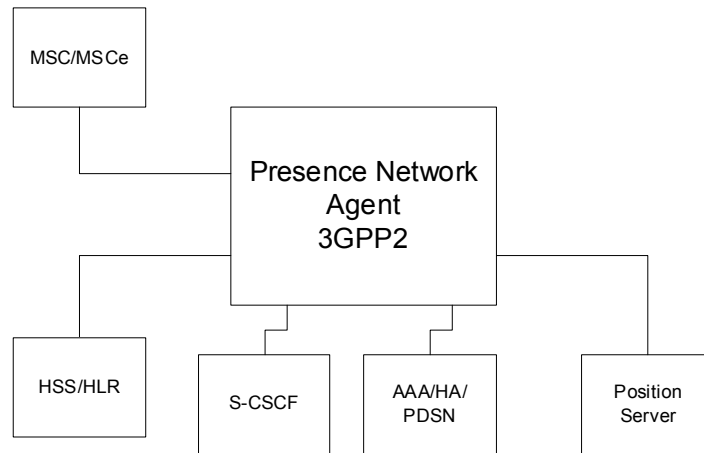 MSC/MSCe
Presence Network
Agent
3GPP2
HSS/HLR
S-CSCF
AAA/HA/
PDSN
Position
Server